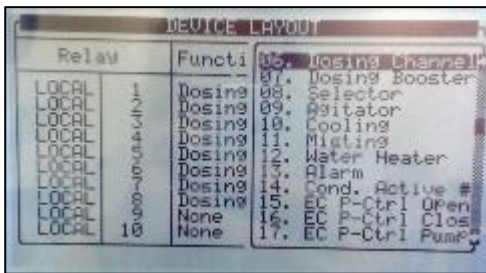 DEVICE LAYOUT
Relay Functi
LOCAL 1 Dosing
LOCAL 2 Dosing
LOCAL 3 Dosing
LOCAL 4 Dosing
LOCAL 5 Dosing
LOCAL 6 Dosing
LOCAL 7 Dosing
LOCAL 8 Dosing
LOCAL 9 None
LOCAL 10 None
06. Dosing Channel
07. Dosing Booster
08. Selector
09. Agitator
10. Cooling
11. Misting
12. Water Heater
13. Alarm
14. Cond. Active #
15. EC P-Ctrl Open
16. EC P-Ctrl Clos
17. EC P-Ctrl Pump